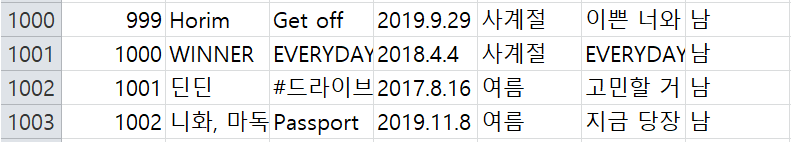 1000 999 Horim Get off 2019.9.29 사계절 이쁜 너와 남
1001 1000 WINNER EVERYDAY 2018.4.4 사계절 EVERYDAY 남
1002 1001 딘딘 #드라이브 2017.8.16 여름 고민할 거 남
1003 1002 니화, 마독 Passport 2019.11.8 여름 지금 당장 남